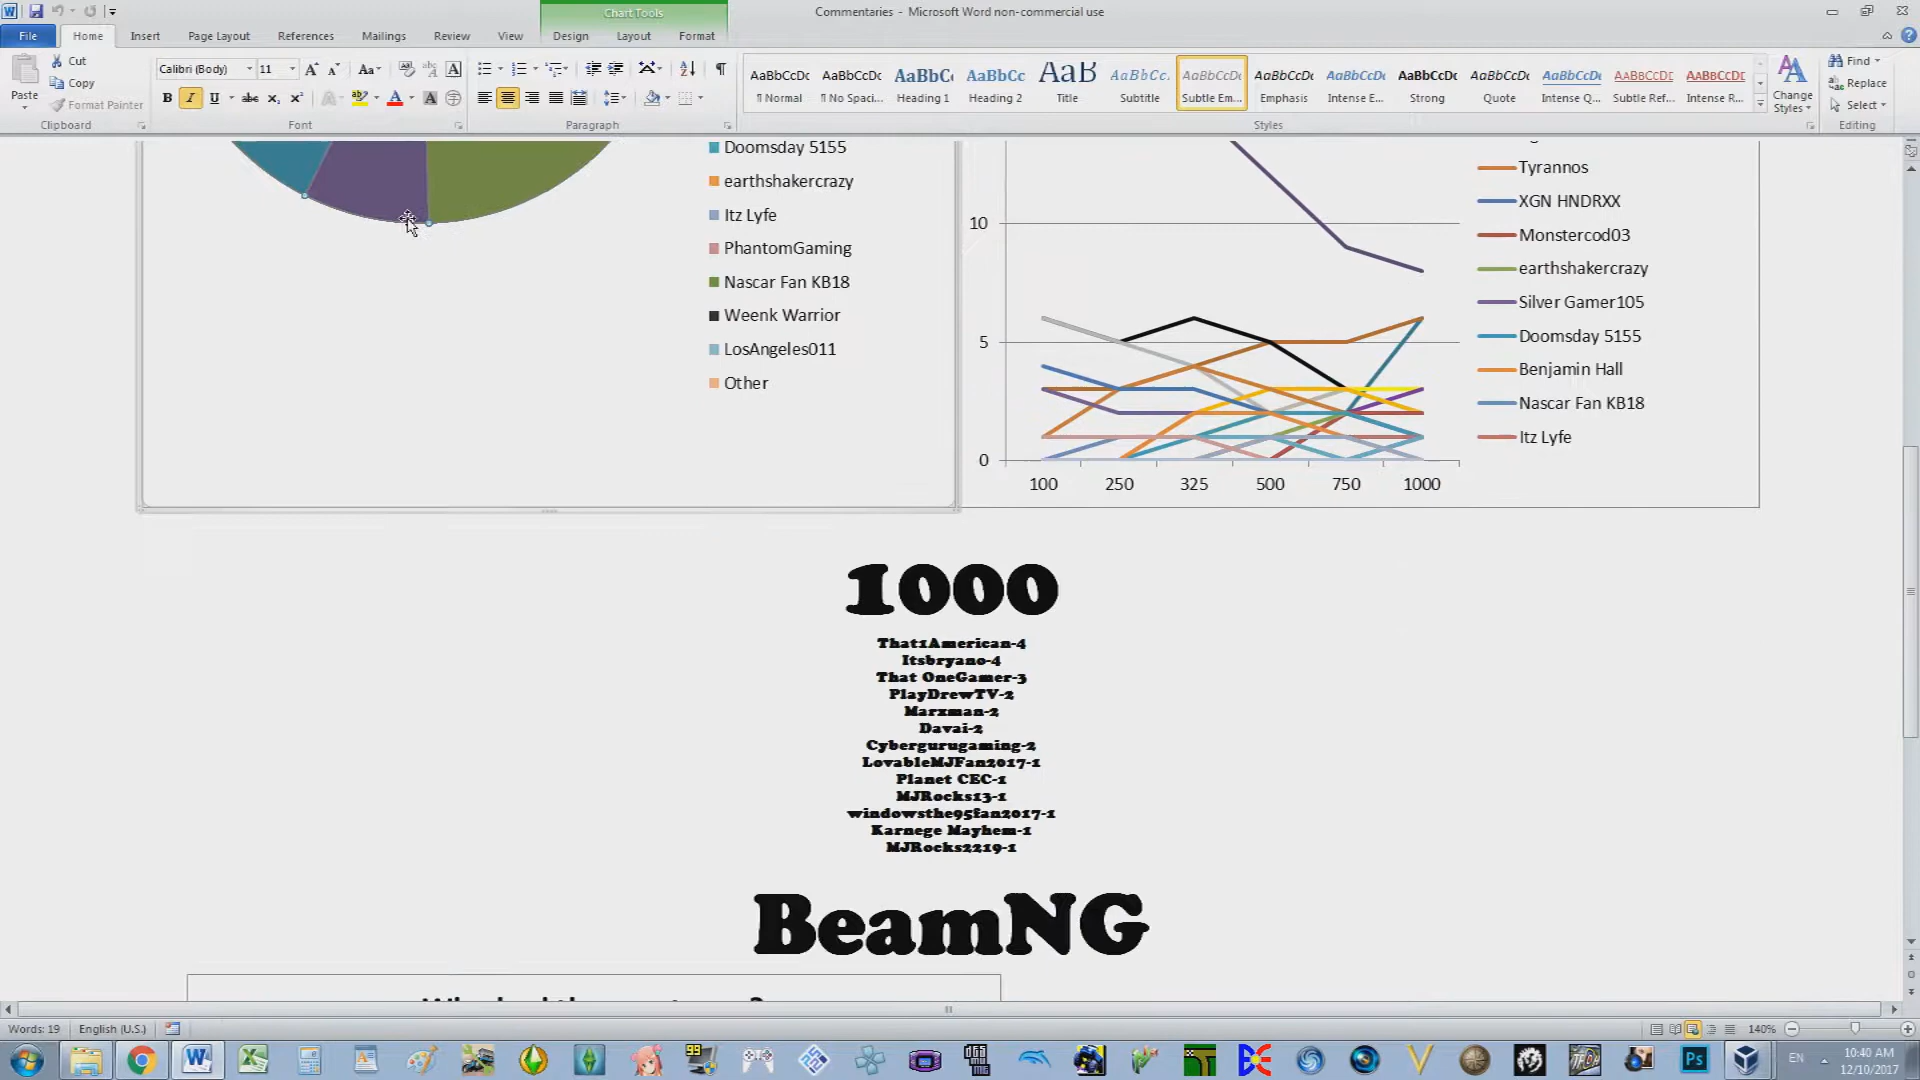 Chart Tools
Commentaries - Microsoft Word non-commercial use
File
Home
Insert
Page Layout
References
Mailings
Review
View
Design
Layout
Format
Paste
Cut
Copy
Format Painter
Clipboard
Calibri (Body)
11
Font
Paragraph
AaBbCcDc
¶ Normal
AaBbCcDc
¶ No Spaci...
AaBbC
Heading 1
AaBbCc
Heading 2
AaB
Title
AaBbCc.
Subtitle
AaBbCcDc
Subtle Em...
AaBbCcDc
Emphasis
AaBbCcDc
Intense E...
AaBbCcDc
Strong
AaBbCcDc
Quote
AaBbCcDc
Intense Q...
AaBbCcDc
Subtle Ref...
AaBbCcDc
Intense R...
Styles
Change
Styles
Find
Replace
Select
Editing
Doomsday 5155
earthshakercrazy
Itz Lyfe
PhantomGaming
Nascar Fan KB18
Weenk Warrior
LosAngeles011
Other
10
5
0
100 250 325 500 750 1000
Tyrannos
XGN HNDRXX
Monstercod03
earthshakercrazy
Silver Gamer105
Doomsday 5155
Benjamin Hall
Nascar Fan KB18
Itz Lyfe
1000
That1American-4
Itsbryano-4
That OneGamer-3
PlayDrewTV-2
Marxman-2
Davai-2
Cybergurugaming-2
LovableMJFan2017-1
Planet CEC-1
MJRocks13-1
windowsthe95fan2017-1
Karnege Mayhem-1
MJRocks2219-1
BeamNG
Words: 19
English (U.S.)
140%
EN
10:40 AM
12/10/2017